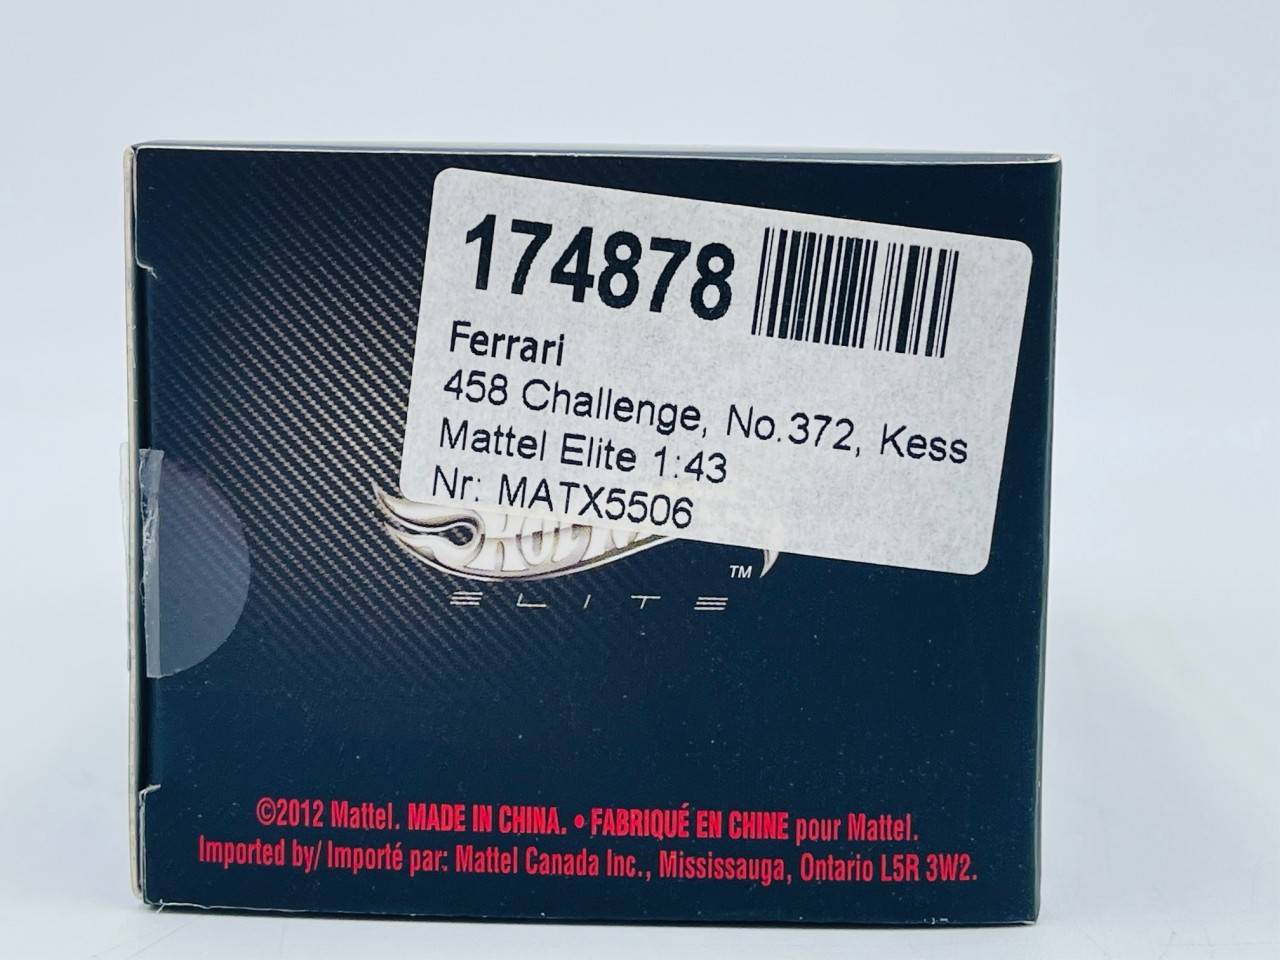 174878
Ferrari
458 Challenge, No.372, Kess
Mattel Elite 1:43
Nr: MATX5506
TM
ELITE
©2012 Mattel. MADE IN CHINA. • FABRIQUÉ EN CHINE pour Mattel.
Imported by/ Importé par: Mattel Canada Inc., Mississauga, Ontario L5R 3W2.